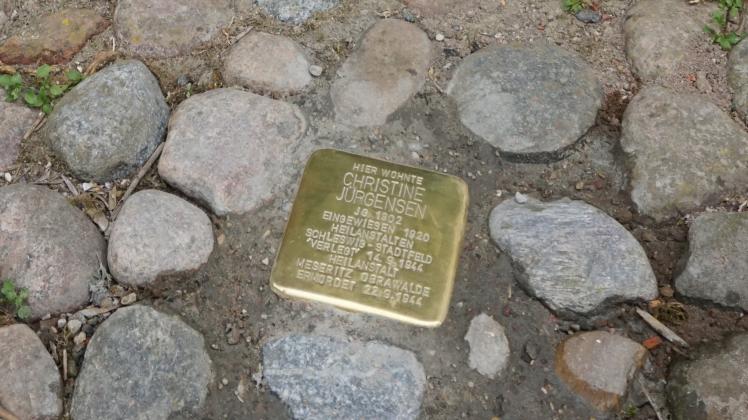 HIER WOHNTE
CHRISTINE
JÜRGENSEN
JG. 1902
EINGEWIESEN 1920
HEILANSTALTEN
SCHLESWIG-STADTFELD
"VERLEGT" 14.9.1944
HEILANSTALT
MESERITZ OBRAWALDE
ERMORDET 22.9.1944